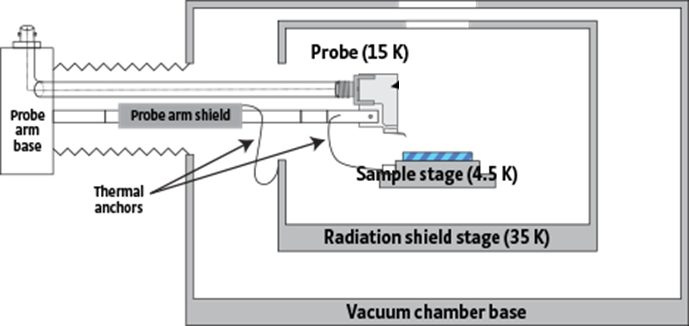 Probe (15 K)
Probe
arm
base
Probe arm shield
Thermal
anchors
Sample stage (4.5 K)
Radiation shield stage (35 K)
Vacuum chamber base